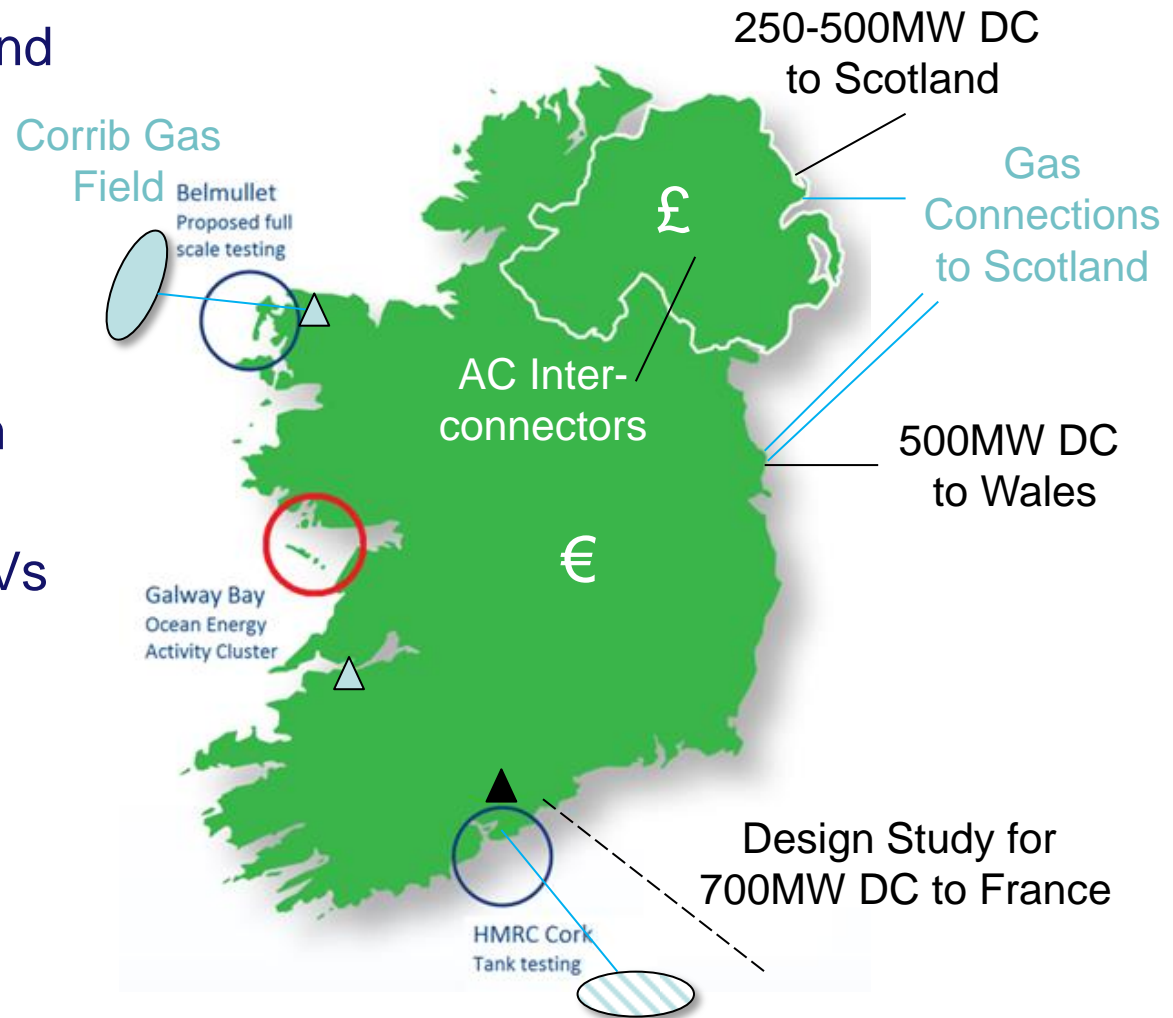 nd
250-500MW DC
to Scotland
Corrib Gas
Field
Belmullet
Proposed full
scale testing
£
Gas
Connections
to Scotland
AC Inter-
connectors
500MW DC
to Wales
€
Vs
Galway Bay
Ocean Energy
Activity Cluster
Design Study for
700MW DC to France
HMRC Cork
Tank testing